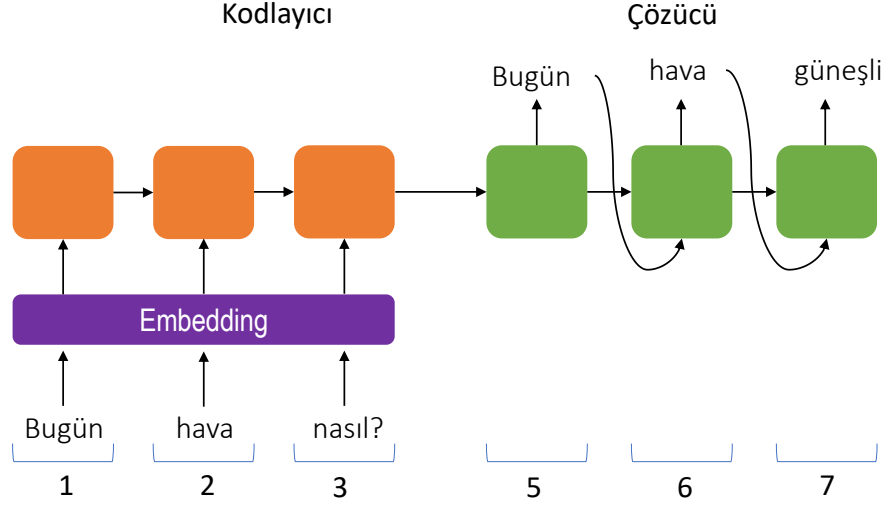 Kodlayıcı
Çözücü
Bugün
hava
güneşli
Embedding
Bugün
hava
nasıl?
1
2
3
5
6
7